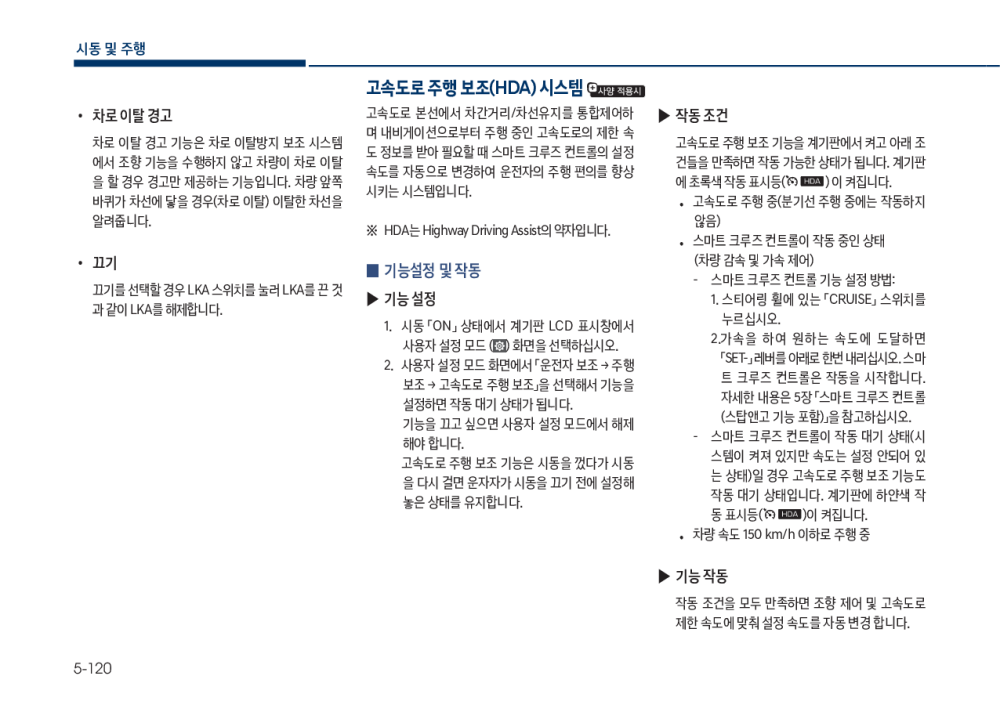 시동 및 주행
• 차로 이탈 경고
차로 이탈 경고 기능은 차로 이탈방지 보조 시스템
에서 조향 기능을 수행하지 않고 차량이 차로 이탈
을 할 경우 경고만 제공하는 기능입니다. 차량 앞쪽
바퀴가 차선에 닿을 경우(차로 이탈) 이탈한 차선을
알려줍니다.
• 끄기
끄기를 선택할 경우 LKA 스위치를 눌러 LKA를 끈 것
과 같이 LKA를 해제합니다.
고속도로 주행 보조(HDA) 시스템 사양 적용시
고속도로 본선에서 차간거리/차선유지를 통합제어하
며 내비게이션으로부터 주행 중인 고속도로의 제한 속
도 정보를 받아 필요할 때 스마트 크루즈 컨트롤의 설정
속도를 자동으로 변경하여 운전자의 주행 편의를 향상
시키는 시스템입니다.
※ HDA는 Highway Driving Assist의 약자입니다.
■ 기능설정 및 작동
▶ 기능 설정
1. 시동 「ON」 상태에서 계기판 LCD 표시창에서
사용자 설정 모드 ( ) 화면을 선택하십시오.
2. 사용자 설정 모드 화면에서 「운전자 보조 → 주행
보조 → 고속도로 주행 보조」을 선택해서 기능을
설정하면 작동 대기 상태가 됩니다.
기능을 끄고 싶으면 사용자 설정 모드에서 해제
해야 합니다.
고속도로 주행 보조 기능은 시동을 껐다가 시동
을 다시 걸면 운자자가 시동을 끄기 전에 설정해
놓은 상태를 유지합니다.
▶ 작동 조건
고속도로 주행 보조 기능을 계기판에서 켜고 아래 조
건들을 만족하면 작동 가능한 상태가 됩니다. 계기판
에 초록색 작동 표시등( HDA ) 이 켜집니다.
• 고속도로 주행 중(분기선 주행 중에는 작동하지
않음)
• 스마트 크루즈 컨트롤이 작동 중인 상태
(차량 감속 및 가속 제어)
- 스마트 크루즈 컨트롤 기능 설정 방법:
1. 스티어링 휠에 있는 「CRUISE」 스위치를
누르십시오.
2.가속을 하여 원하는 속도에 도달하면
「SET-」 레버를 아래로 한번 내리십시오. 스마
트 크루즈 컨트롤은 작동을 시작합니다.
자세한 내용은 5장 「스마트 크루즈 컨트롤
(스탑앤고 기능 포함)」을 참고하십시오.
- 스마트 크루즈 컨트롤이 작동 대기 상태(시
스템이 켜져 있지만 속도는 설정 안되어 있
는 상태)일 경우 고속도로 주행 보조 기능도
작동 대기 상태입니다. 계기판에 하얀색 작
동 표시등( HDA )이 켜집니다.
• 차량 속도 150 km/h 이하로 주행 중
▶ 기능 작동
작동 조건을 모두 만족하면 조향 제어 및 고속도로
제한 속도에 맞춰 설정 속도를 자동 변경 합니다.
5-120